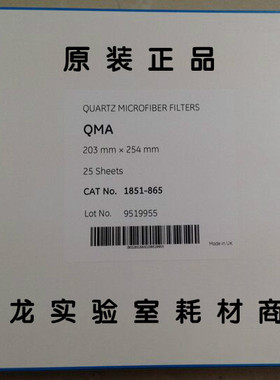 原装正品
QUARTZ MICROFIBER FILTERS
QMA
203 mm × 254 mm
25 Sheets
CAT No. 1851-865
Lot No. 9519955
Made in UK
龙实验室耗材商